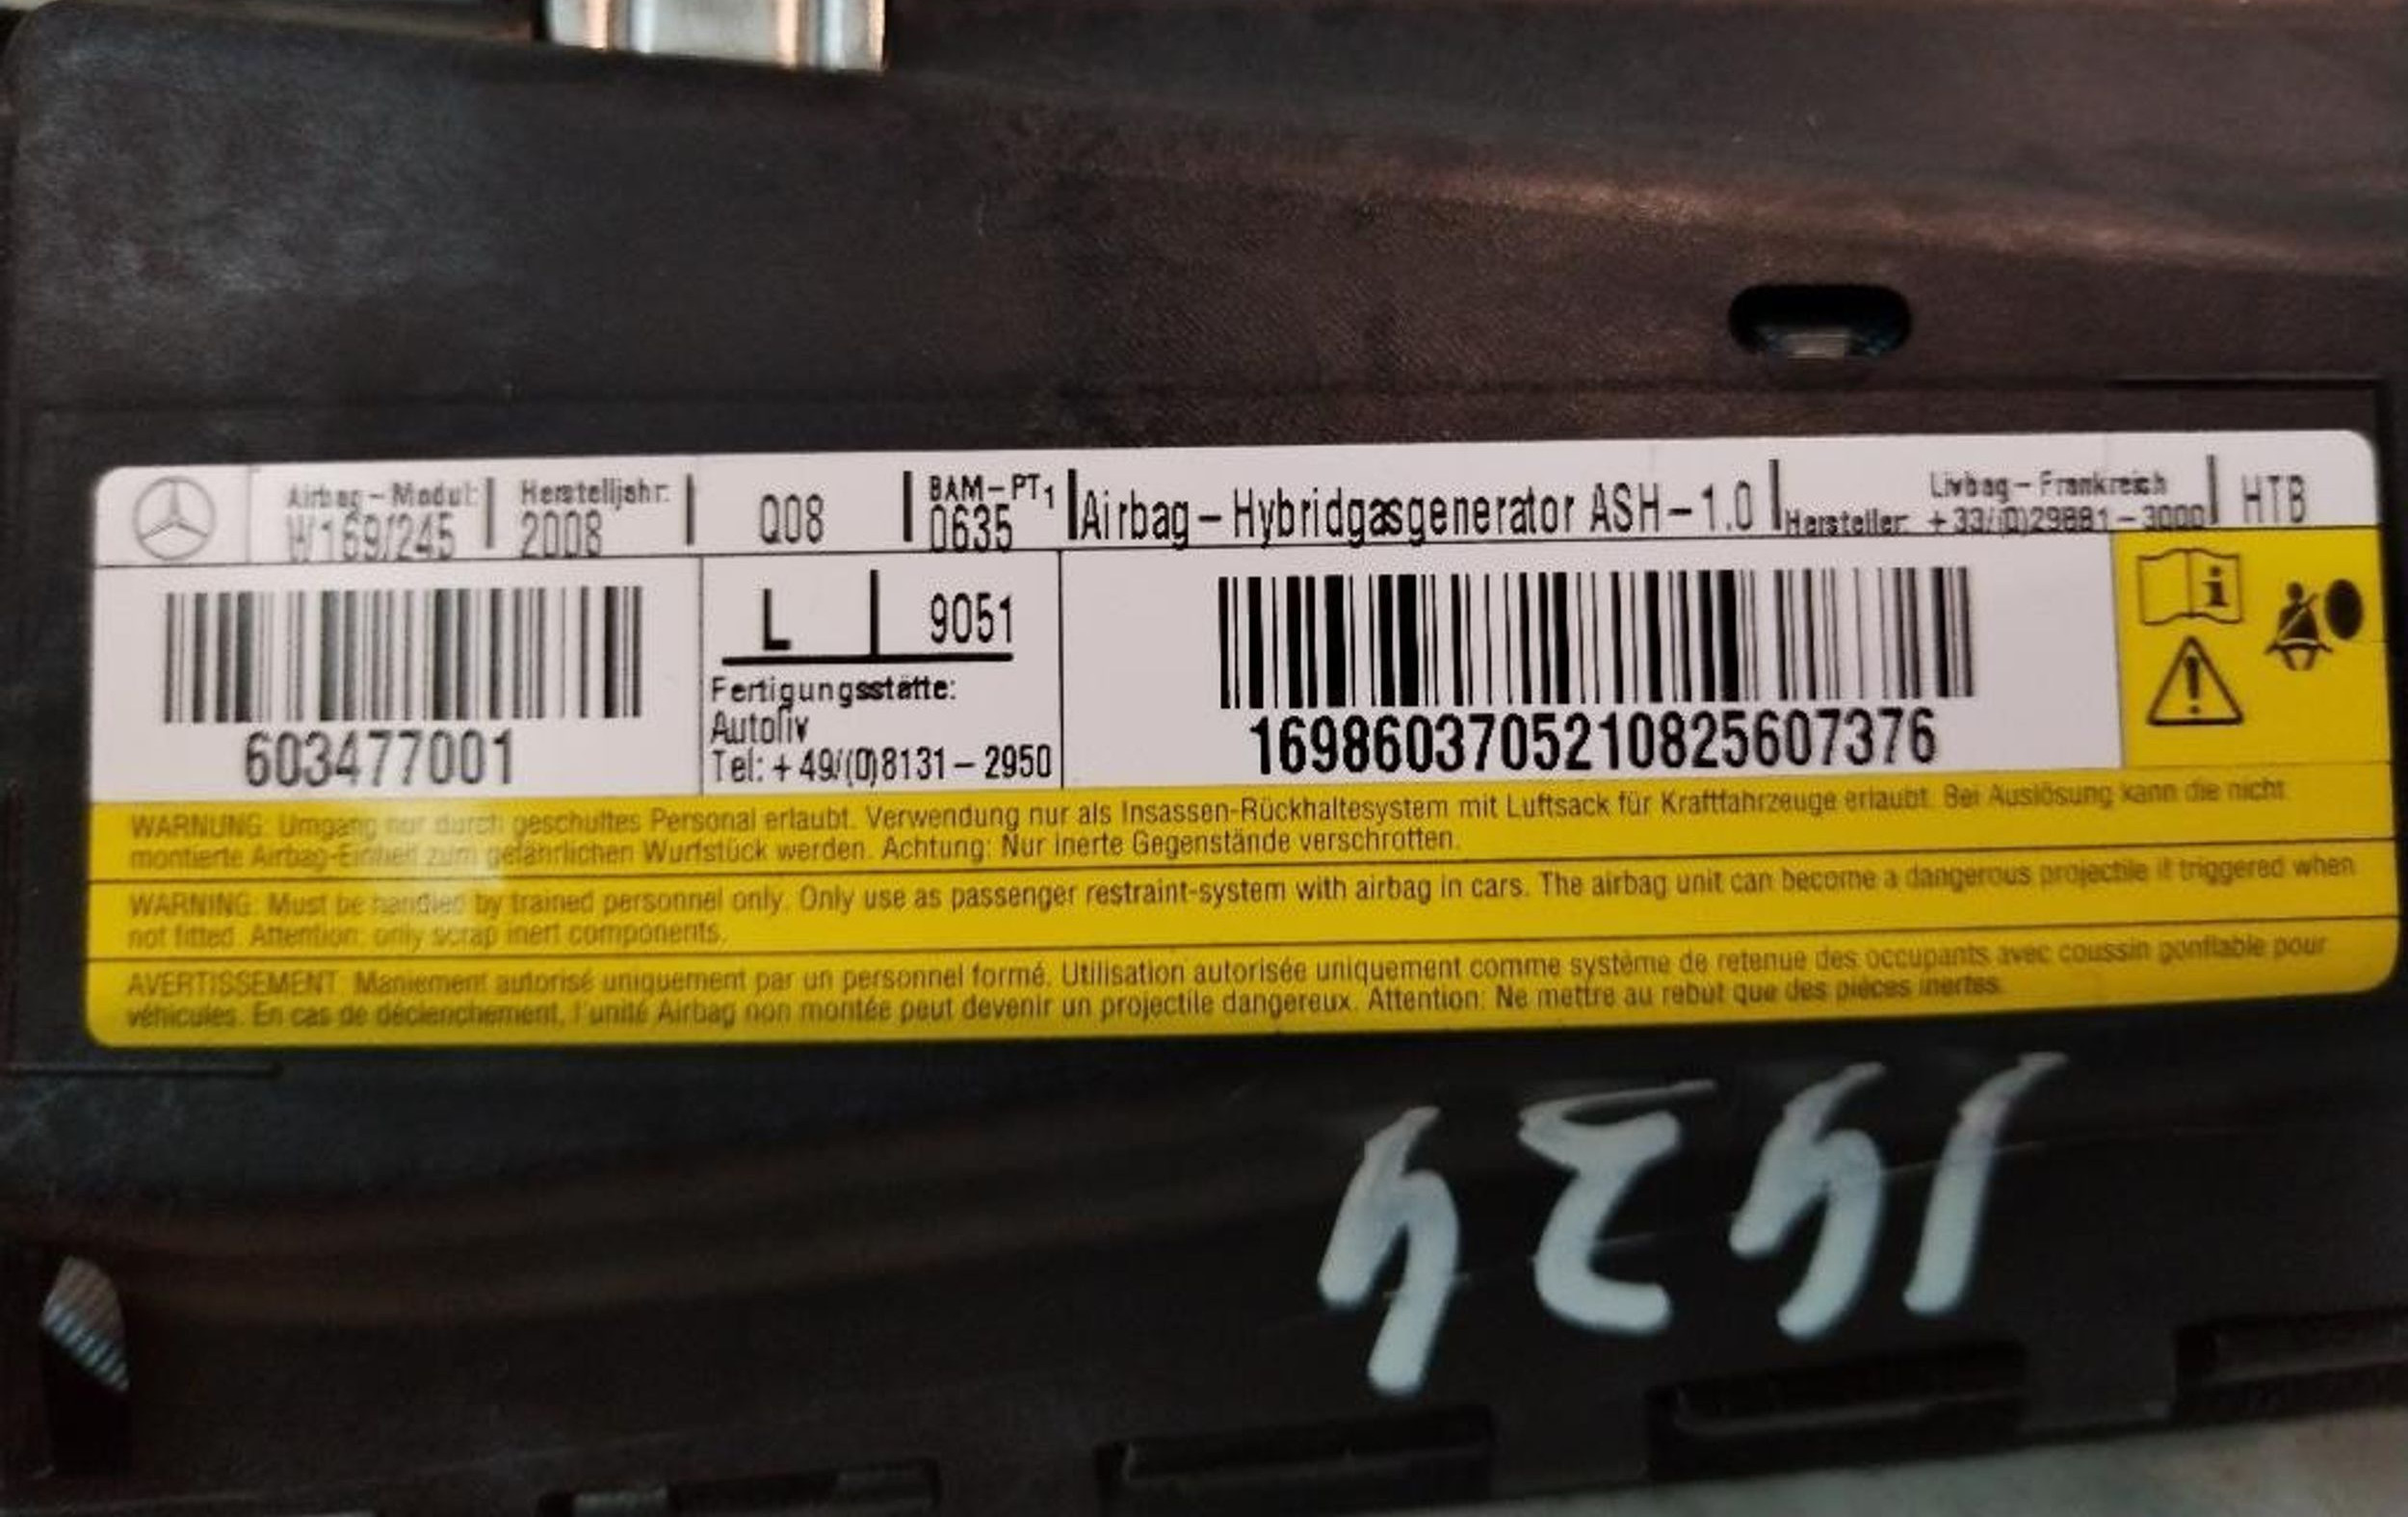 Airbag-Modul: Herstelljahr: BAM-PT1 Livbag-Frankreich
W169/245 2008 Q08 0635 Airbag-Hybridgasgenerator ASH-1.0 Hersteller: +33/(0)29881-3000 HTB
L 9051
603477001
Fertigungsstätte:
Autoliv
Tel: +49/(0)8131-2950
1698603705210825607376
WARNUNG: Umgang nur durch geschultes Personal erlaubt. Verwendung nur als Insassen-Rückhaltesystem mit Luftsack für Kraftfahrzeuge erlaubt. Bei Auslösung kann die nicht
montierte Airbag-Einheit zum gefährlichen Wurfstück werden. Achtung: Nur inerte Gegenstände verschrotten.
WARNING: Must be handled by trained personnel only. Only use as passenger restraint-system with airbag in cars. The airbag unit can become a dangerous projectile if triggered when
not fitted. Attention: only scrap inert components.
AVERTISSEMENT: Maniement autorisé uniquement par un personnel formé. Utilisation autorisée uniquement comme système de retenue des occupants avec coussin gonflable pour
véhicules. En cas de déclenchement, l'unité Airbag non montée peut devenir un projectile dangereux. Attention: Ne mettre au rebut que des pièces inertes.